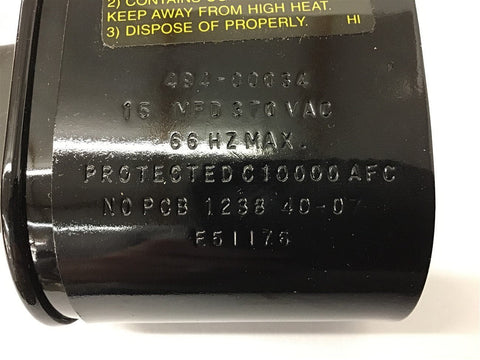 2) CONTAINS
KEEP AWAY FROM HIGH HEAT.
3) DISPOSE OF PROPERLY. HI
494-00034
15 MFD 370 VAC
66 HZ MAX.
PROTECTED C10000 AFC
NO PCB 1238 40-07
E51176